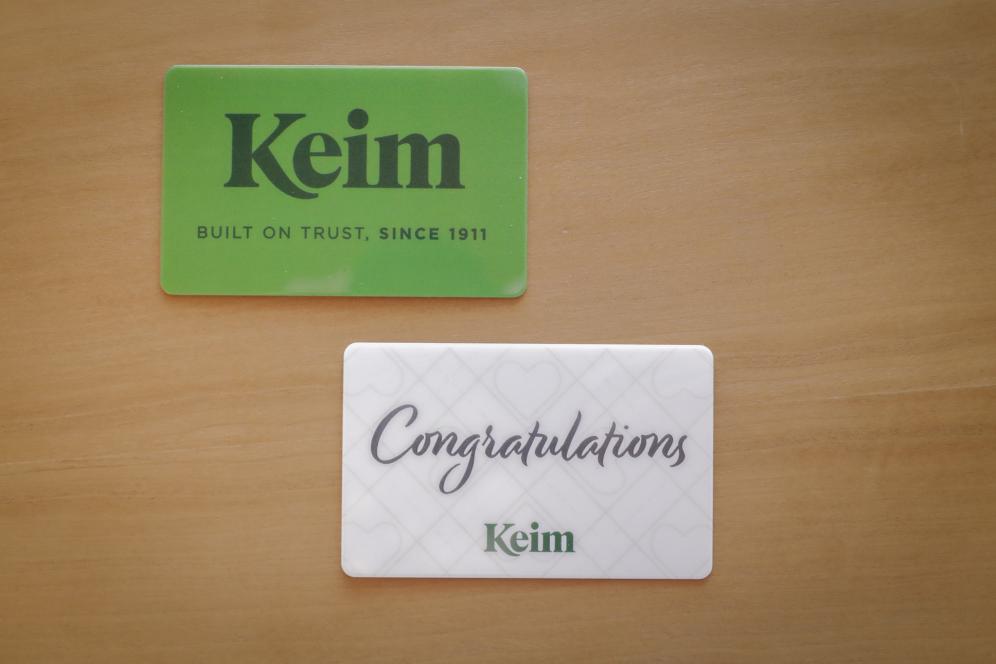 Keim
BUILT ON TRUST, SINCE 1911
Congratulations
Keim